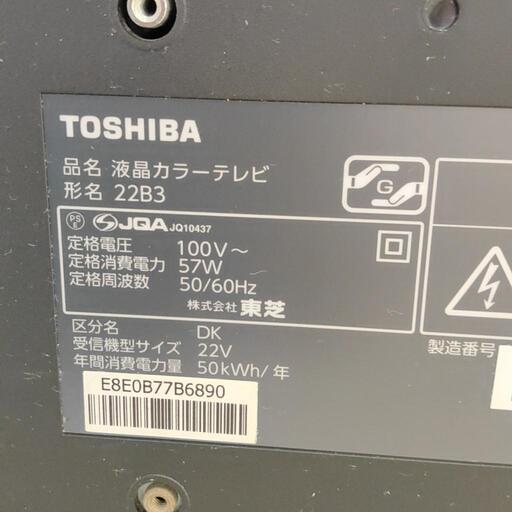 TOSHIBA
品名 液晶カラーテレビ
形名 22B3
G
PS
E
JQA JQ10437
定格電圧 100V～
定格消費電力 57W
定格周波数 50/60Hz
株式会社 東芝
区分名 DK
受信機型サイズ 22V
年間消費電力量 50kWh/年
製造番号
E8E0B77B6890